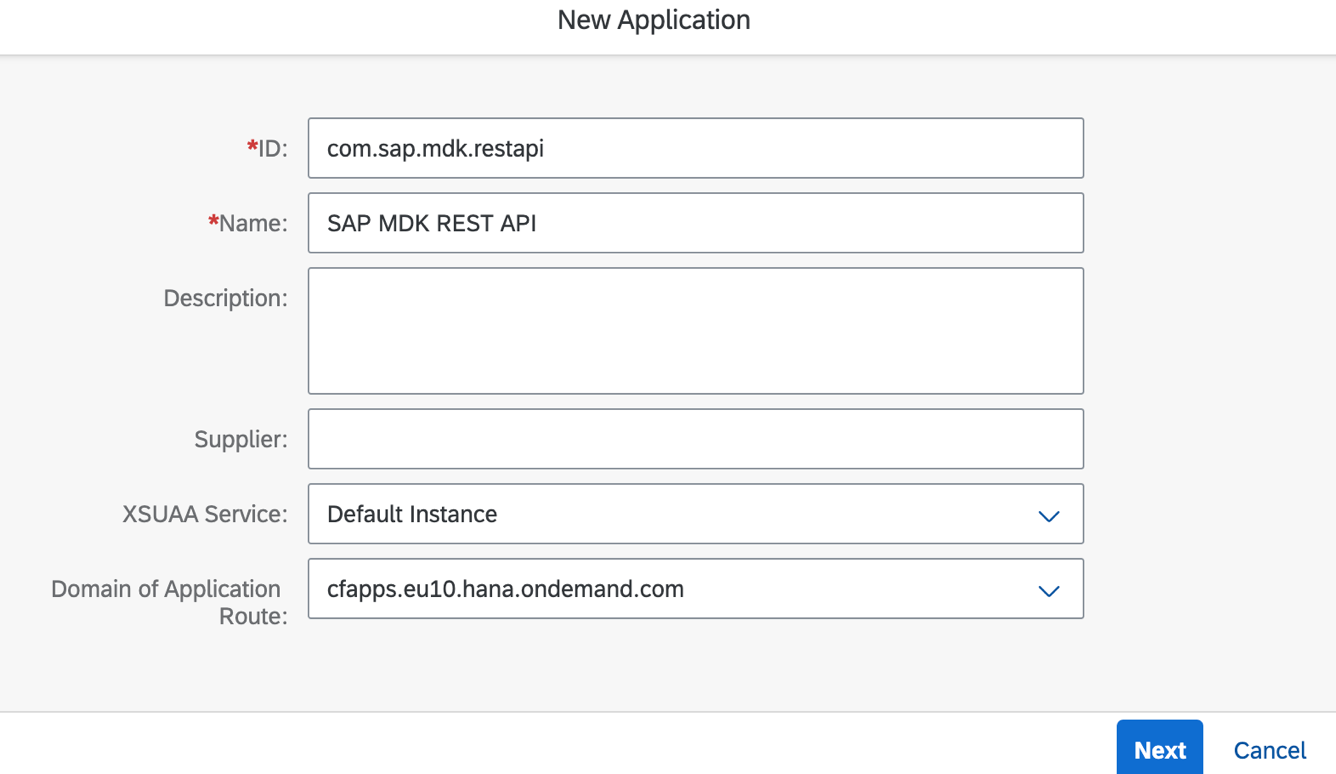 New Application
*ID: com.sap.mdk.restapi
*Name: SAP MDK REST API
Description:
Supplier:
XSUAA Service: Default Instance
Domain of Application cfapps.eu10.hana.ondemand.com
Route:
Next Cancel